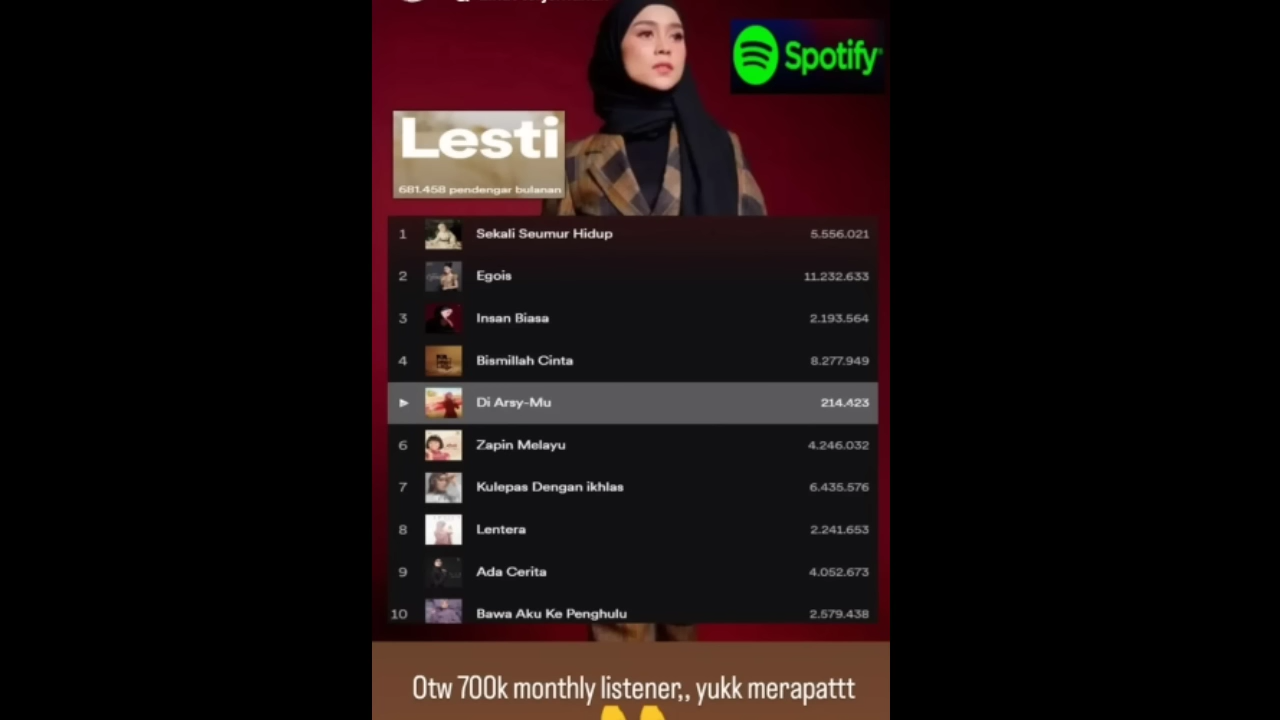 Spotify
Lesti
681.458 pendengar bulanan
1 Sekali Seumur Hidup 5.556.021
2 Egois 11.232.633
3 Insan Biasa 2.193.564
4 Bismillah Cinta 8.277.949
Di Arsy-Mu 214.423
6 Zapin Melayu 4.246.032
7 Kulepas Dengan ikhlas 6.435.576
8 Lentera 2.241.653
9 Ada Cerita 4.052.673
10 Bawa Aku Ke Penghulu 2.579.438
Otw 700k monthly listener,, yukk merapattt